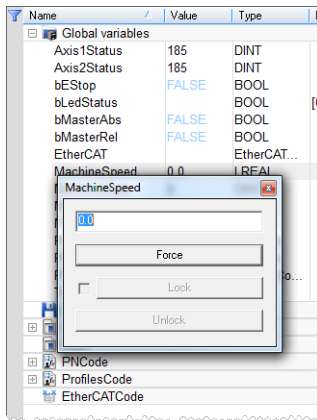 Name / Value Type
Global variables
Axis1Status 185 DINT
Axis2Status 185 DINT
bEStop FALSE BOOL
bLedStatus BOOL
bMasterAbs FALSE BOOL
bMasterRel FALSE BOOL
EtherCAT EtherCAT...
MachineSpeed 0.0 LREAL
MachineSpeed
0.0
Force
Lock
Unlock
PNCode
ProfilesCode
EtherCATCode